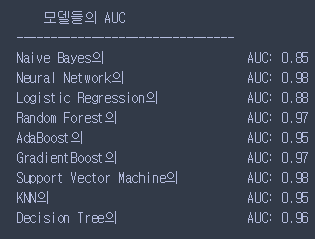 모델들의 AUC
--------------------------------
Naive Bayes의 AUC: 0.85
Neural Network의 AUC: 0.98
Logistic Regression의 AUC: 0.88
Random Forest의 AUC: 0.97
AdaBoost의 AUC: 0.95
GradientBoost의 AUC: 0.97
Support Vector Machine의 AUC: 0.98
KNN의 AUC: 0.95
Decision Tree의 AUC: 0.96